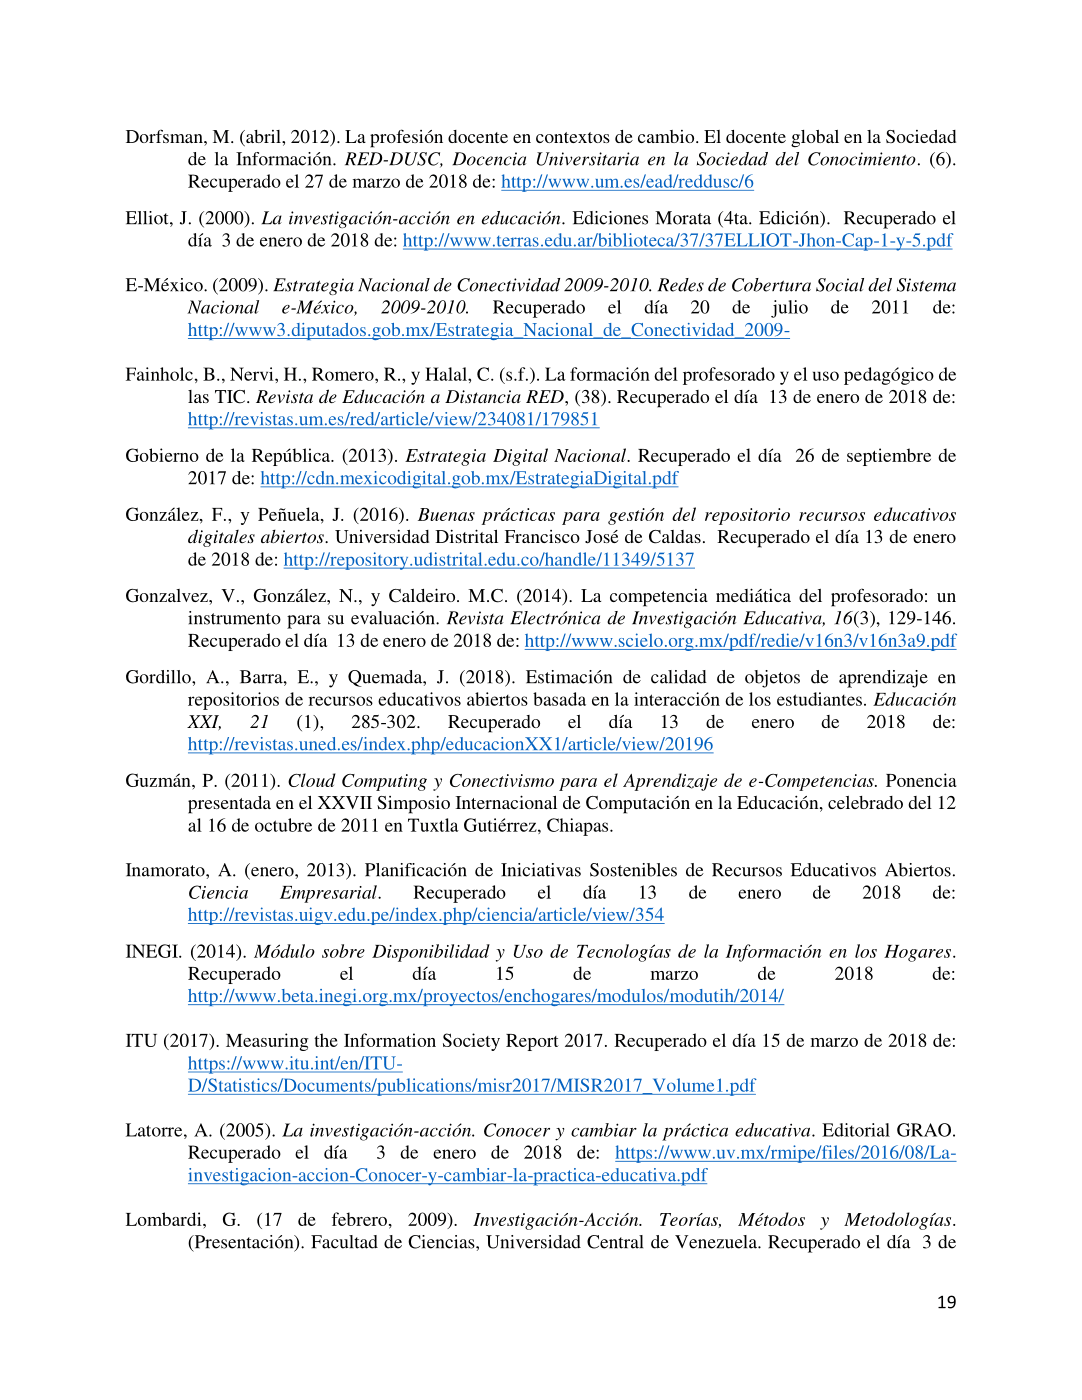 Dorfsman, M. (abril, 2012). La profesión docente en contextos de cambio. El docente global en la Sociedad
de la Información. RED-DUSC, Docencia Universitaria en la Sociedad del Conocimiento. (6).
Recuperado el 27 de marzo de 2018 de: http://www.um.es/ead/reddusc/6
Elliot, J. (2000). La investigación-acción en educación. Ediciones Morata (4ta. Edición). Recuperado el
día 3 de enero de 2018 de: http://www.terras.edu.ar/biblioteca/37/37ELLIOT-Jhon-Cap-1-y-5.pdf
E-México. (2009). Estrategia Nacional de Conectividad 2009-2010. Redes de Cobertura Social del Sistema
Nacional e-México, 2009-2010. Recuperado el día 20 de julio de 2011 de:
http://www3.diputados.gob.mx/Estrategia_Nacional_de_Conectividad_2009-
Fainholc, B., Nervi, H., Romero, R., y Halal, C. (s.f.). La formación del profesorado y el uso pedagógico de
las TIC. Revista de Educación a Distancia RED, (38). Recuperado el día 13 de enero de 2018 de:
http://revistas.um.es/red/article/view/234081/179851
Gobierno de la República. (2013). Estrategia Digital Nacional. Recuperado el día 26 de septiembre de
2017 de: http://cdn.mexicodigital.gob.mx/EstrategiaDigital.pdf
González, F., y Peñuela, J. (2016). Buenas prácticas para gestión del repositorio recursos educativos
digitales abiertos. Universidad Distrital Francisco José de Caldas. Recuperado el día 13 de enero
de 2018 de: http://repository.udistrital.edu.co/handle/11349/5137
Gonzalvez, V., González, N., y Caldeiro. M.C. (2014). La competencia mediática del profesorado: un
instrumento para su evaluación. Revista Electrónica de Investigación Educativa, 16(3), 129-146.
Recuperado el día 13 de enero de 2018 de: http://www.scielo.org.mx/pdf/redie/v16n3/v16n3a9.pdf
Gordillo, A., Barra, E., y Quemada, J. (2018). Estimación de calidad de objetos de aprendizaje en
repositorios de recursos educativos abiertos basada en la interacción de los estudiantes. Educación
XXI, 21 (1), 285-302. Recuperado el día 13 de enero de 2018 de:
http://revistas.uned.es/index.php/educacionXX1/article/view/20196
Guzmán, P. (2011). Cloud Computing y Conectivismo para el Aprendizaje de e-Competencias. Ponencia
presentada en el XXVII Simposio Internacional de Computación en la Educación, celebrado del 12
al 16 de octubre de 2011 en Tuxtla Gutiérrez, Chiapas.
Inamorato, A. (enero, 2013). Planificación de Iniciativas Sostenibles de Recursos Educativos Abiertos.
Ciencia Empresarial. Recuperado el día 13 de enero de 2018 de:
http://revistas.uigv.edu.pe/index.php/ciencia/article/view/354
INEGI. (2014). Módulo sobre Disponibilidad y Uso de Tecnologías de la Información en los Hogares.
Recuperado el día 15 de marzo de 2018 de:
http://www.beta.inegi.org.mx/proyectos/enchogares/modulos/modutih/2014/
ITU (2017). Measuring the Information Society Report 2017. Recuperado el día 15 de marzo de 2018 de:
https://www.itu.int/en/ITU-
D/Statistics/Documents/publications/misr2017/MISR2017_Volume1.pdf
Latorre, A. (2005). La investigación-acción. Conocer y cambiar la práctica educativa. Editorial GRAO.
Recuperado el día 3 de enero de 2018 de: https://www.uv.mx/rmipe/files/2016/08/La-
investigacion-accion-Conocer-y-cambiar-la-practica-educativa.pdf
Lombardi, G. (17 de febrero, 2009). Investigación-Acción. Teorías, Métodos y Metodologías.
(Presentación). Facultad de Ciencias, Universidad Central de Venezuela. Recuperado el día 3 de
19